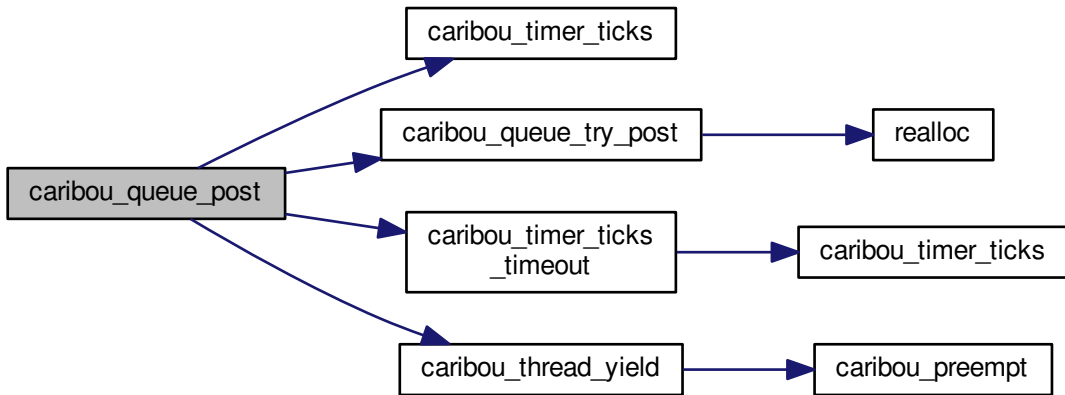 caribou_timer_ticks
caribou_queue_try_post
realloc
caribou_queue_post
caribou_timer_ticks
_timeout
caribou_timer_ticks
caribou_thread_yield
caribou_preempt